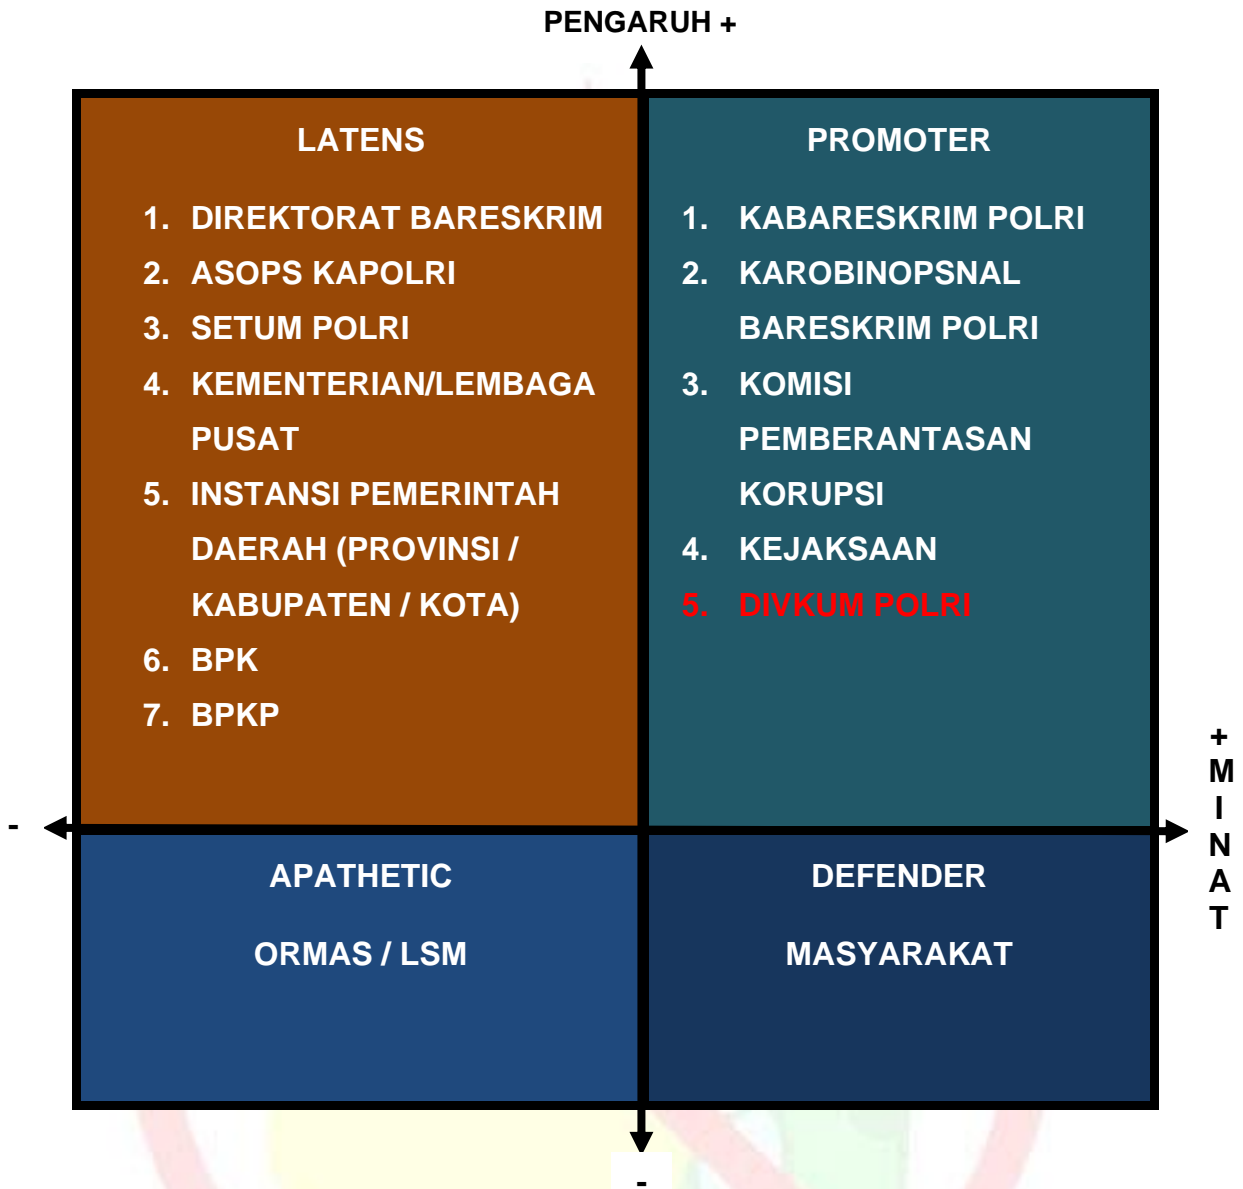 PENGARUH +
LATENS
1. DIREKTORAT BARESKRIM
2. ASOPS KAPOLRI
3. SETUM POLRI
4. KEMENTERIAN/LEMBAGA
PUSAT
5. INSTANSI PEMERINTAH
DAERAH (PROVINSI /
KABUPATEN / KOTA)
6. BPK
7. BPKP
PROMOTER
1. KABARESKRIM POLRI
2. KAROBINOPSNAL
BARESKRIM POLRI
3. KOMISI
PEMBERANTASAN
KORUPSI
4. KEJAKSAAN
5. DIVKUM POLRI
-
+
M
I
N
A
T
APATHETIC
ORMAS / LSM
DEFENDER
MASYARAKAT
-